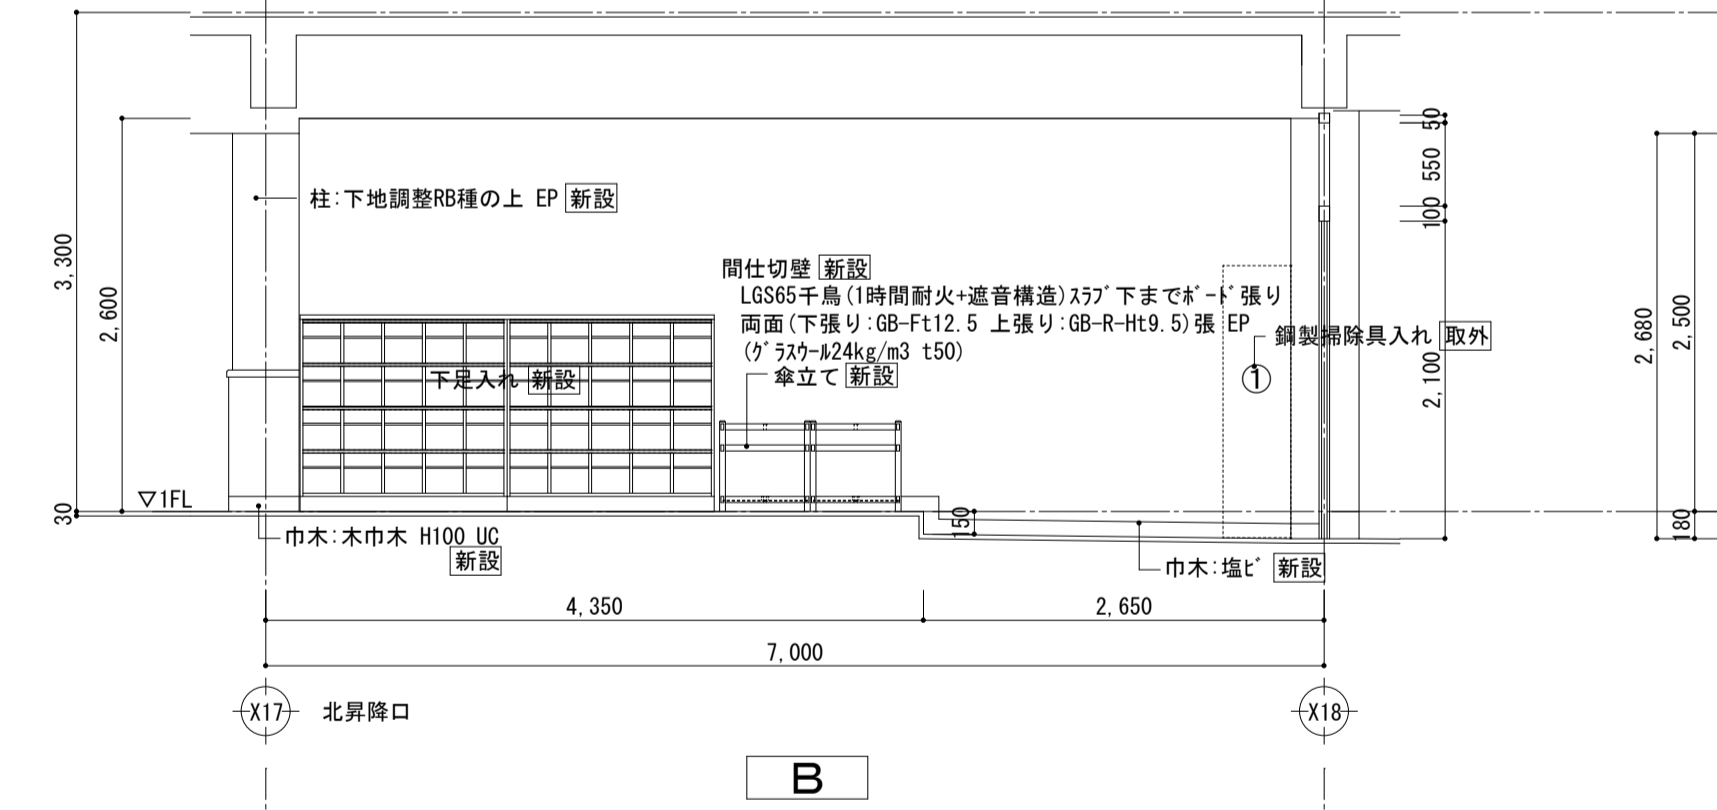 50
550
100
2,100
3,300
2,600
30
2,680
2,500
180
柱:下地調整RB種の上 EP 新設
間仕切壁 新設
LGS65千鳥(1時間耐火+遮音構造)ｽﾗﾌﾞ下までﾎﾞｰﾄﾞ張り
両面(下張り:GB-Ft12.5 上張り:GB-R-Ht9.5)張 EP
(ｸﾞﾗｽｳｰﾙ24kg/m3 t50)
鋼製掃除具入れ 取外
①
下足入れ 新設
傘立て 新設
▽1FL
150
巾木:木巾木 H100 UC
新設
巾木:塩ﾋﾞ 新設
4,350
2,650
7,000
X17 北昇降口
X18
B